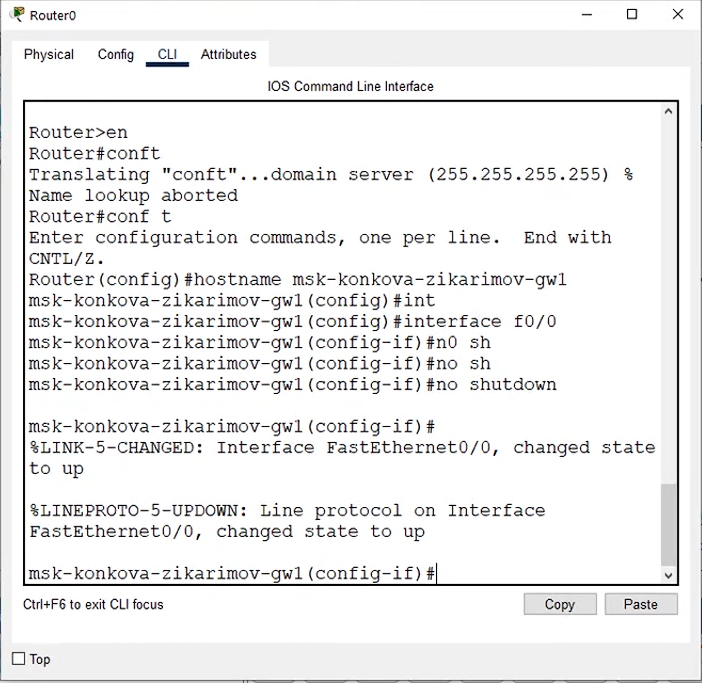 Router0
Physical Config CLI Attributes
IOS Command Line Interface
Router>en
Router#conft
Translating "conft"...domain server (255.255.255.255) %
Name lookup aborted
Router#conf t
Enter configuration commands, one per line.  End with
CNTL/Z.
Router(config)#hostname msk-konkova-zikarimov-gw1
msk-konkova-zikarimov-gw1(config)#int
msk-konkova-zikarimov-gw1(config)#interface f0/0
msk-konkova-zikarimov-gw1(config-if)#n0 sh
msk-konkova-zikarimov-gw1(config-if)#no sh
msk-konkova-zikarimov-gw1(config-if)#no shutdown
msk-konkova-zikarimov-gw1(config-if)#
%LINK-5-CHANGED: Interface FastEthernet0/0, changed state
to up
%LINEPROTO-5-UPDOWN: Line protocol on Interface
FastEthernet0/0, changed state to up
msk-konkova-zikarimov-gw1(config-if)#
Ctrl+F6 to exit CLI focus
Copy Paste
Top